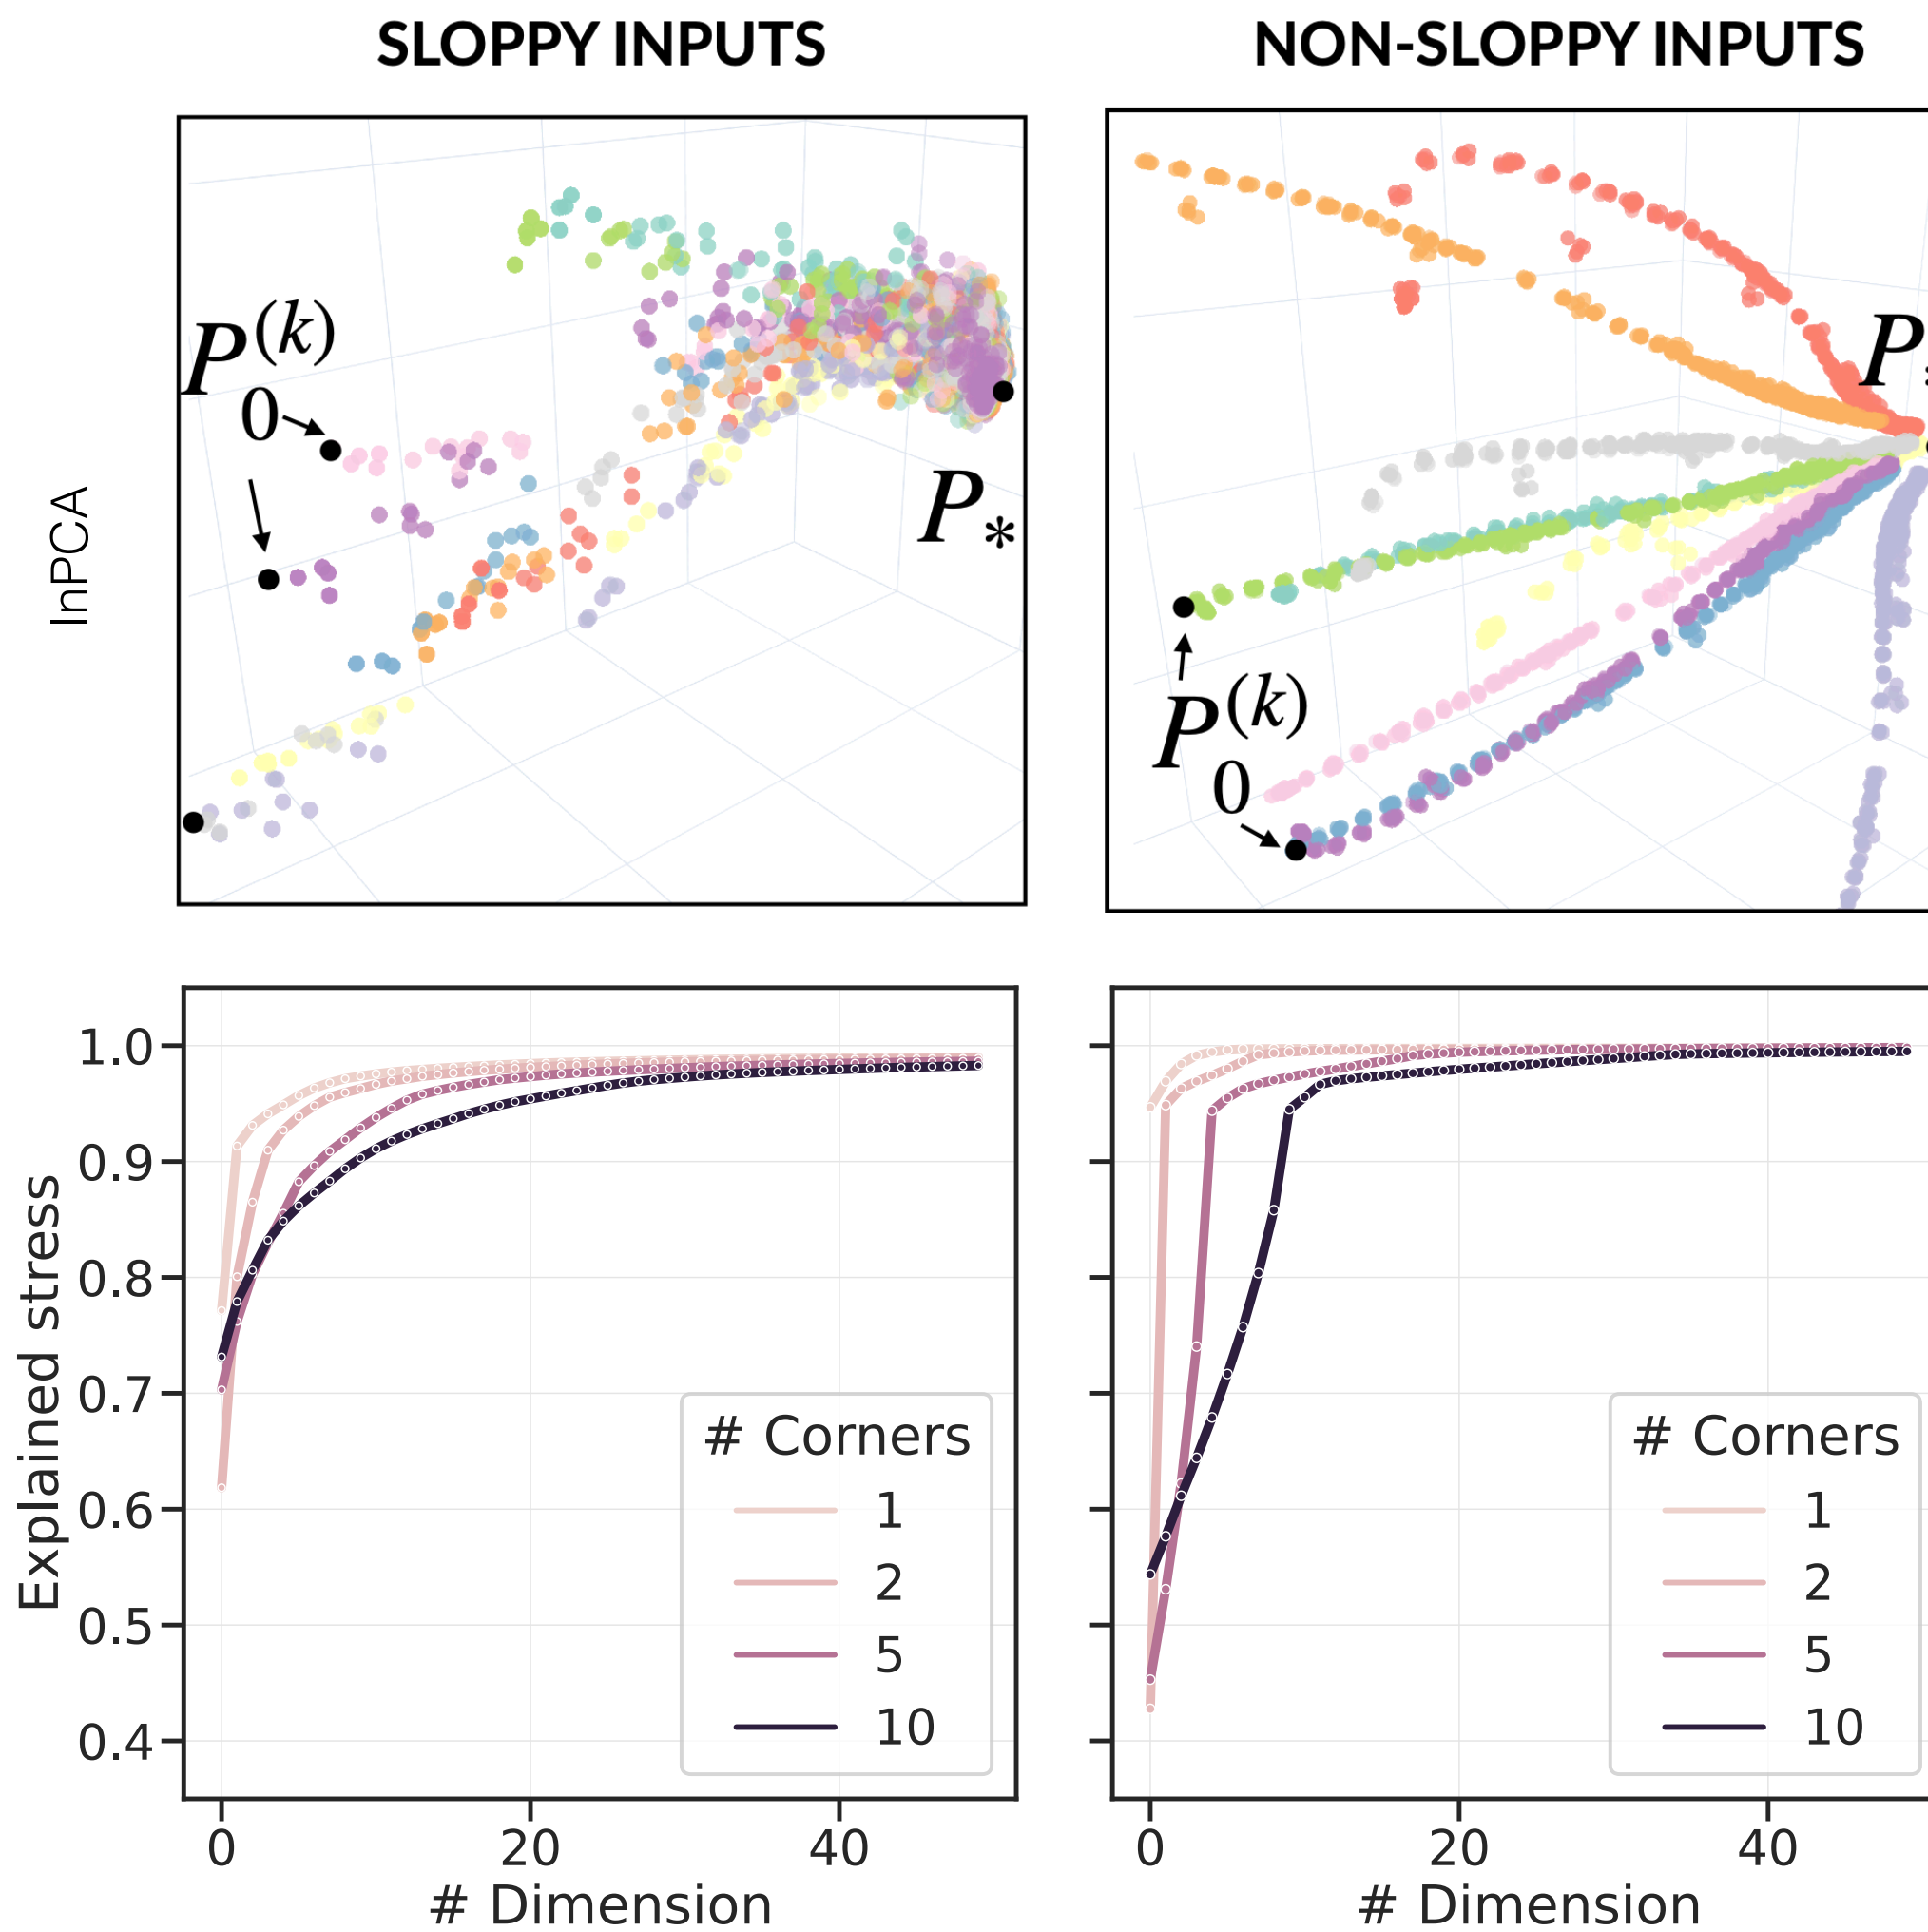 SLOPPY INPUTS
NON-SLOPPY INPUTS
InPCA
P(k)
0
P*
P*
P(k)
0
Explained stress
1.0
0.9
0.8
0.7
0.6
0.5
0.4
# Corners
1
2
5
10
0 20 40
# Dimension
# Corners
1
2
5
10
0 20 40
# Dimension